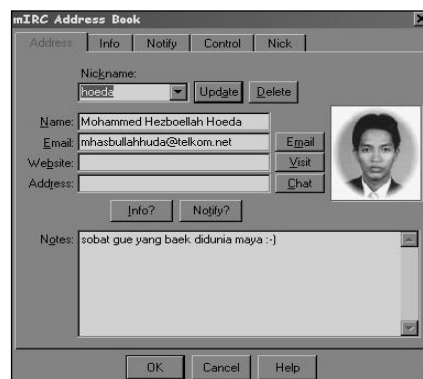 mIRC Address Book
Address Info Notify Control Nick
Nickname:
hoeda Update Delete
Name: Mohammed Hezboellah Hoeda
Email: mhasbullahhuda@telkom.net Email
Website: Visit
Address: Chat
Info? Notify?
Notes: sobat gue yang baek didunia maya :-)
OK Cancel Help